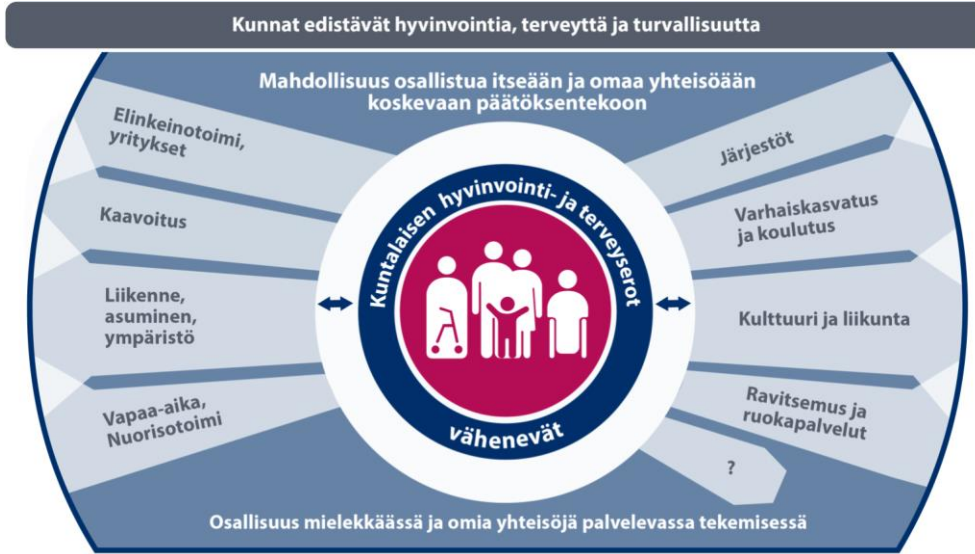 Kunnat edistävät hyvinvointia, terveyttä ja turvallisuutta
Mahdollisuus osallistua itseään ja omaa yhteisöään
koskevaan päätöksentekoon
Elinkeinotoimi,
yritykset
Kaavoitus
Liikenne,
asuminen,
ympäristö
Vapaa-aika,
Nuorisotoimi
Kuntalaisen hyvinvointi- ja terveyserot
vähenevät
Järjestöt
Varhaiskasvatus
ja koulutus
Kulttuuri ja liikunta
Ravitsemus ja
ruokapalvelut
?
Osallisuus mielekkäässä ja omia yhteisöjä palvelevassa tekemisessä